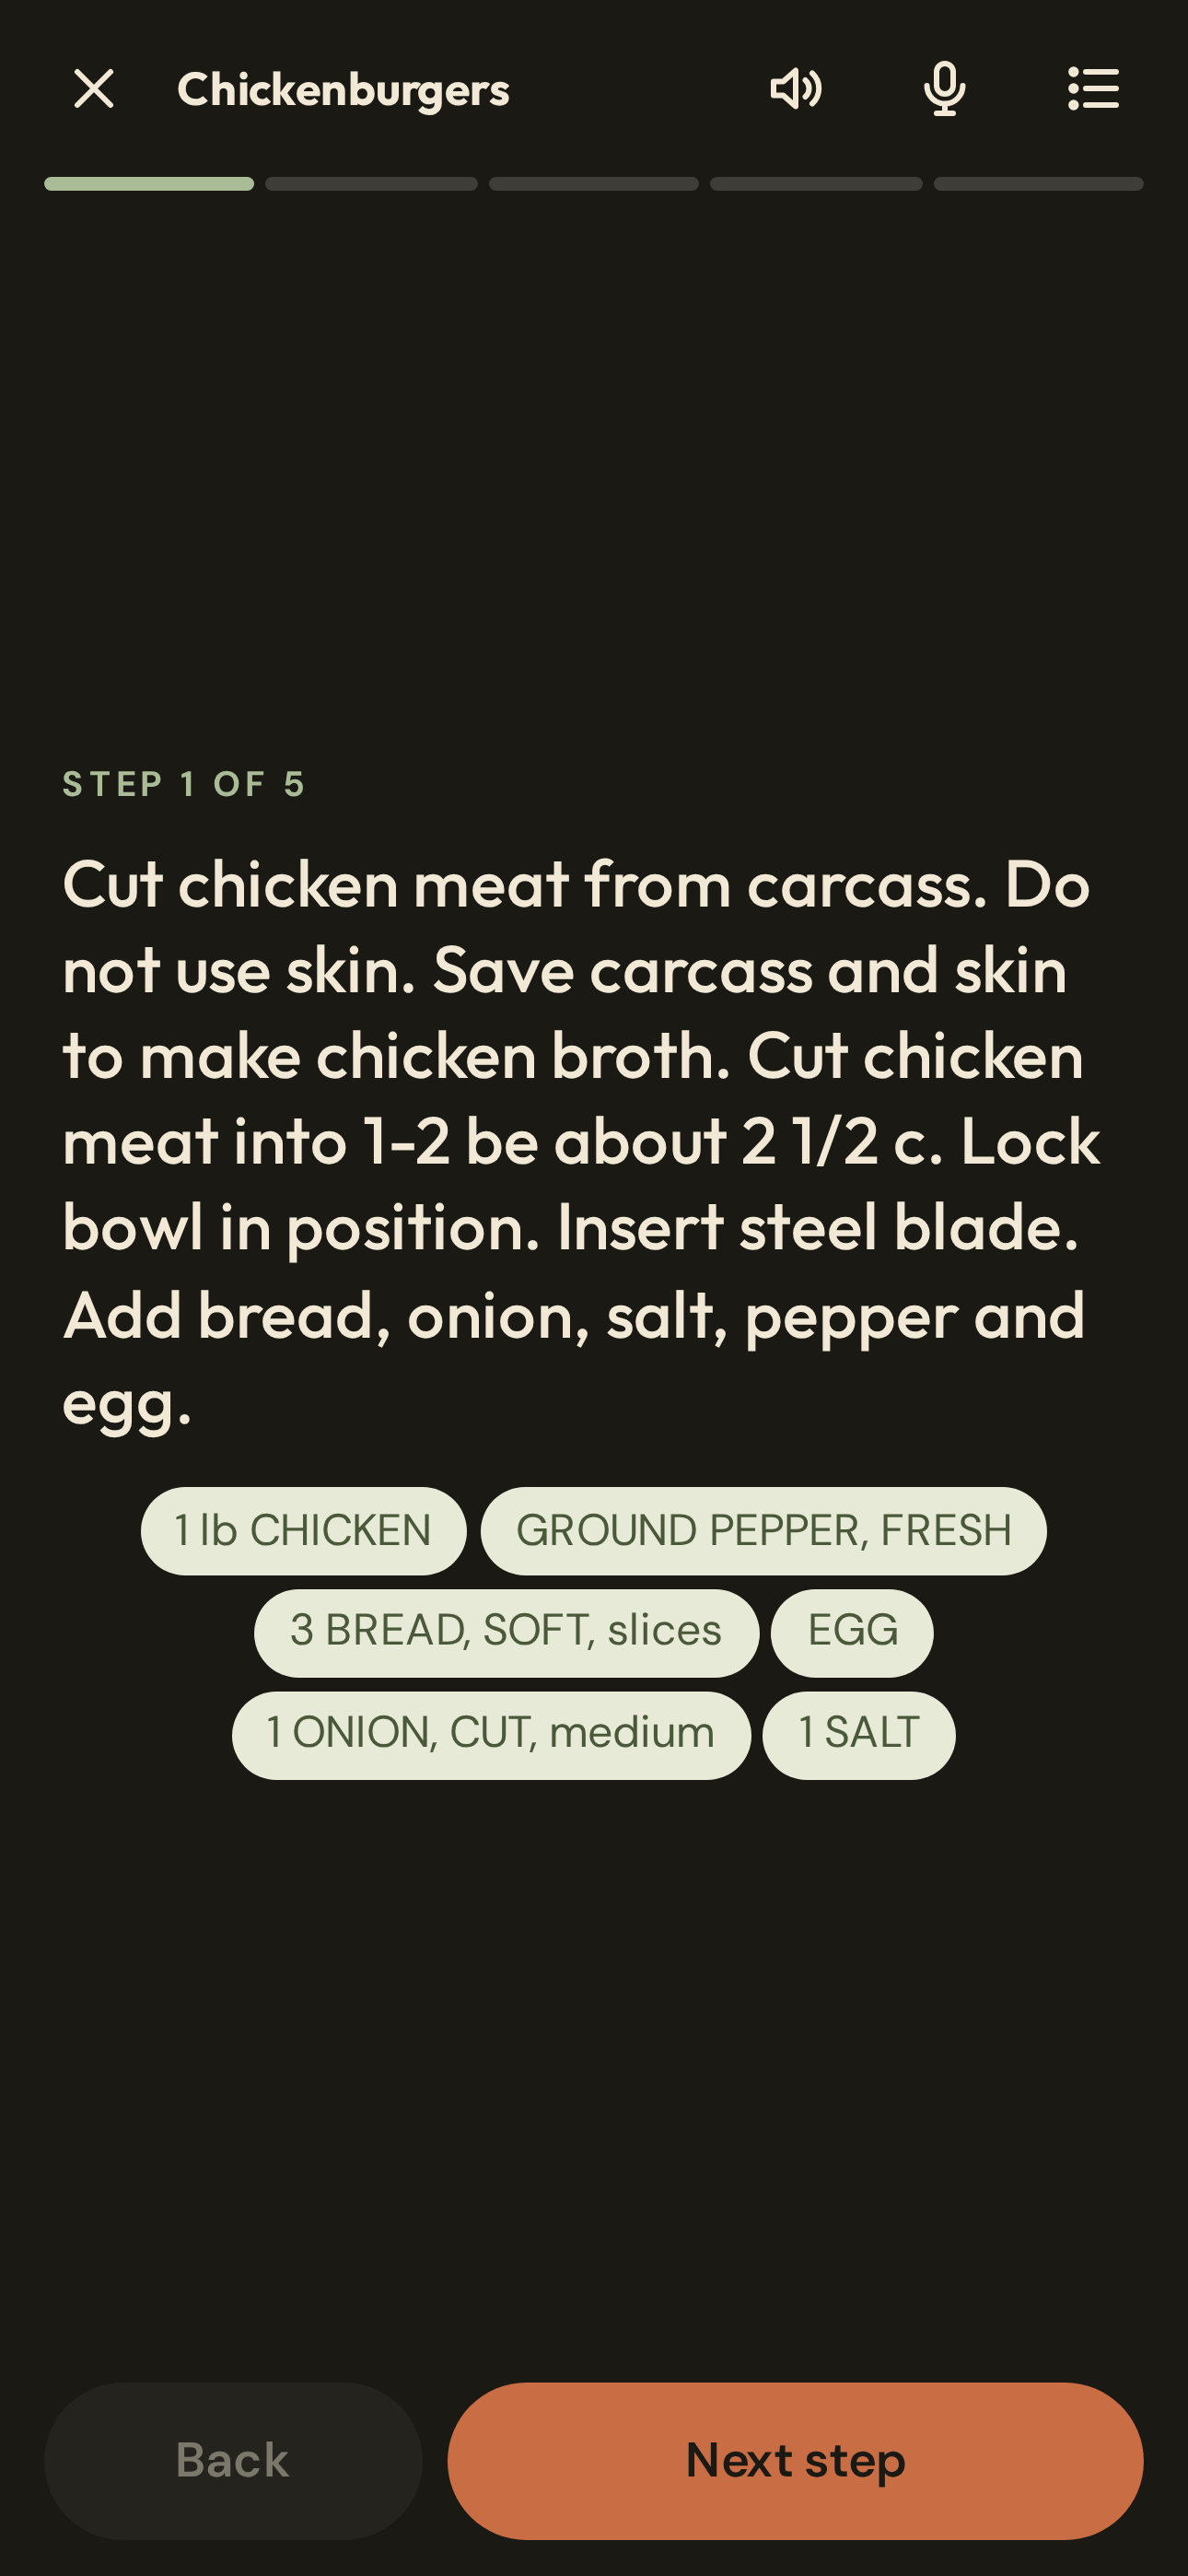 Chickenburgers
STEP 1 OF 5
Cut chicken meat from carcass. Do
not use skin. Save carcass and skin
to make chicken broth. Cut chicken
meat into 1-2 be about 2 1/2 c. Lock
bowl in position. Insert steel blade.
Add bread, onion, salt, pepper and
egg.
1 lb CHICKEN GROUND PEPPER, FRESH
3 BREAD, SOFT, slices EGG
1 ONION, CUT, medium 1 SALT
Back Next step